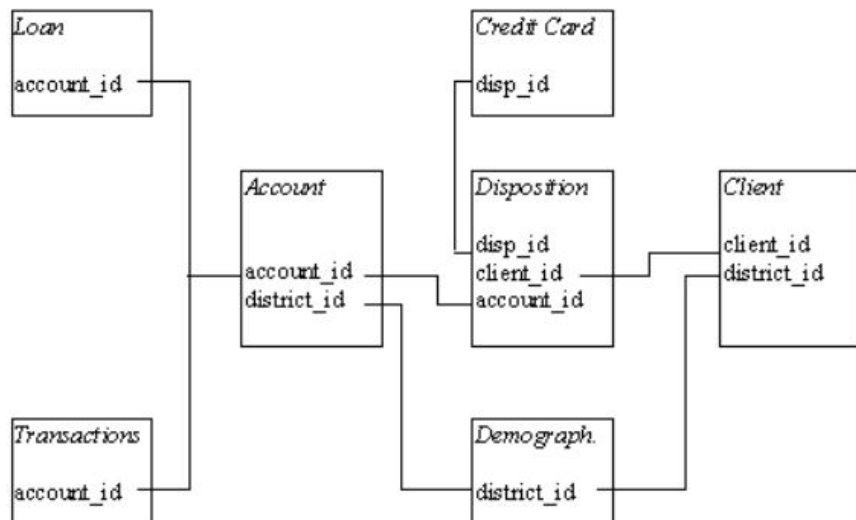 Loan
account_id
Credit Card
disp_id
Account
account_id
district_id
Disposition
disp_id
client_id
account_id
Client
client_id
district_id
Transactions
account_id
Demograph.
district_id